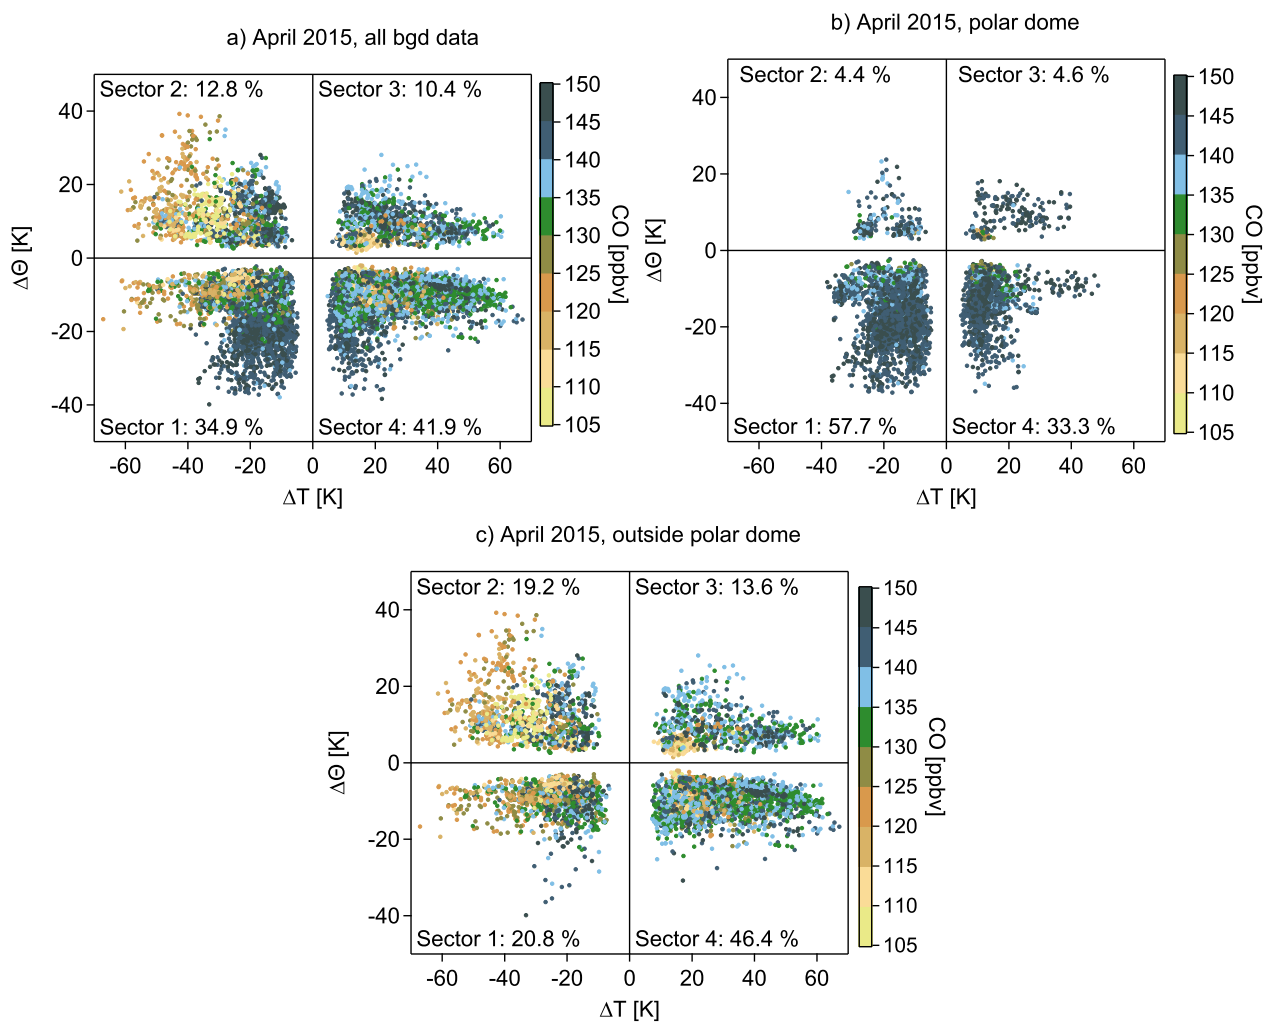 a) April 2015, all bgd data
Sector 2: 12.8 %
Sector 3: 10.4 %
Sector 1: 34.9 %
Sector 4: 41.9 %
40
20
0
-20
-40
ΔΘ [K]
-60
-40
-20
0
20
40
60
ΔT [K]
150
145
140
135
130
125
120
115
110
105
CO [ppbv]
b) April 2015, polar dome
Sector 2: 4.4 %
Sector 3: 4.6 %
Sector 1: 57.7 %
Sector 4: 33.3 %
40
20
0
-20
-40
ΔΘ [K]
-60
-40
-20
0
20
40
60
ΔT [K]
150
145
140
135
130
125
120
115
110
105
CO [ppbv]
c) April 2015, outside polar dome
Sector 2: 19.2 %
Sector 3: 13.6 %
Sector 1: 20.8 %
Sector 4: 46.4 %
40
20
0
-20
-40
ΔΘ [K]
-60
-40
-20
0
20
40
60
ΔT [K]
150
145
140
135
130
125
120
115
110
105
CO [ppbv]